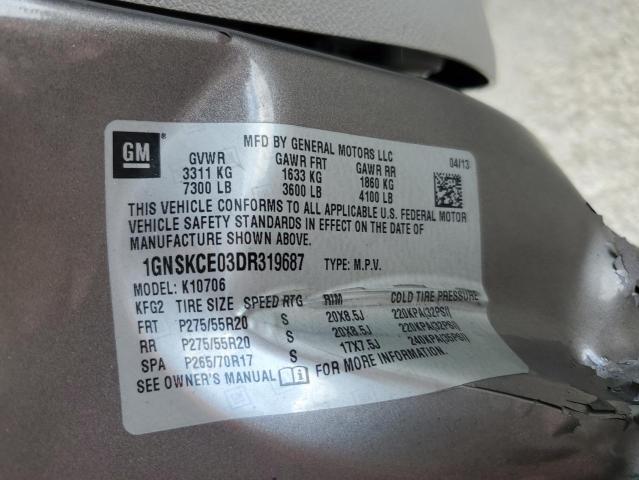 GM
MFD BY GENERAL MOTORS LLC 04/13
GVWR GAWR FRT GAWR RR
3311 KG 1633 KG 1860 KG
7300 LB 3600 LB 4100 LB
THIS VEHICLE CONFORMS TO ALL APPLICABLE U.S. FEDERAL MOTOR
VEHICLE SAFETY STANDARDS IN EFFECT ON THE DATE OF
MANUFACTURE SHOWN ABOVE.
1GNSKCE03DR319687 TYPE: M.P.V.
MODEL: K10706
KFG2 TIRE SIZE SPEED RTG RIM COLD TIRE PRESSURE
FRT P275/55R20 S 20X8.5J 220KPA(32PSI)
RR P275/55R20 S 20X8.5J 220KPA(32PSI)
SPA P265/70R17 S 17X7.5J 240KPA(35PSI)
SEE OWNER'S MANUAL FOR MORE INFORMATION.